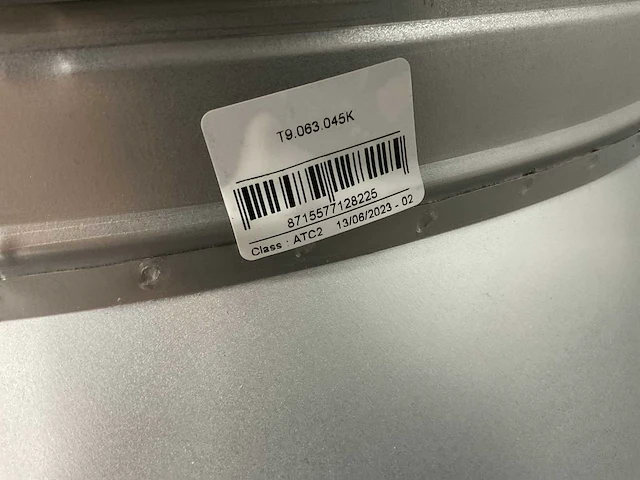 T9.063.045K
8715577128225
Class : ATC2 13/06/2023 - 02